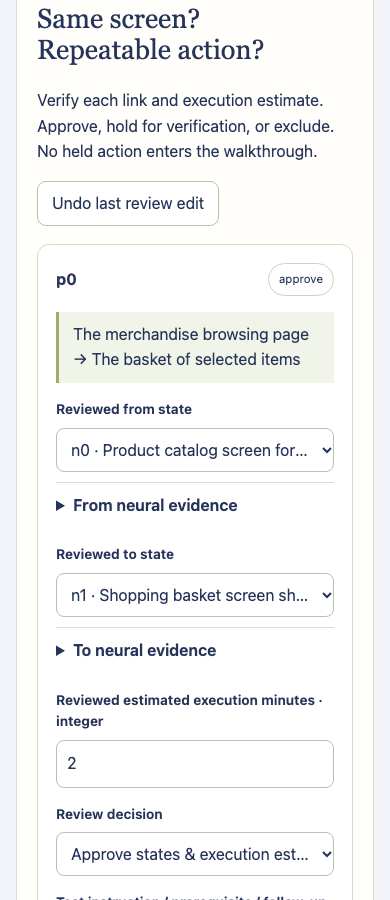 Same screen?
Repeatable action?
Verify each link and execution estimate.
Approve, hold for verification, or exclude.
No held action enters the walkthrough.
Undo last review edit
p0
approve
The merchandise browsing page
→ The basket of selected items
Reviewed from state
n0 · Product catalog screen for...
From neural evidence
Reviewed to state
n1 · Shopping basket screen sh...
To neural evidence
Reviewed estimated execution minutes ·
integer
2
Review decision
Approve states & execution est...